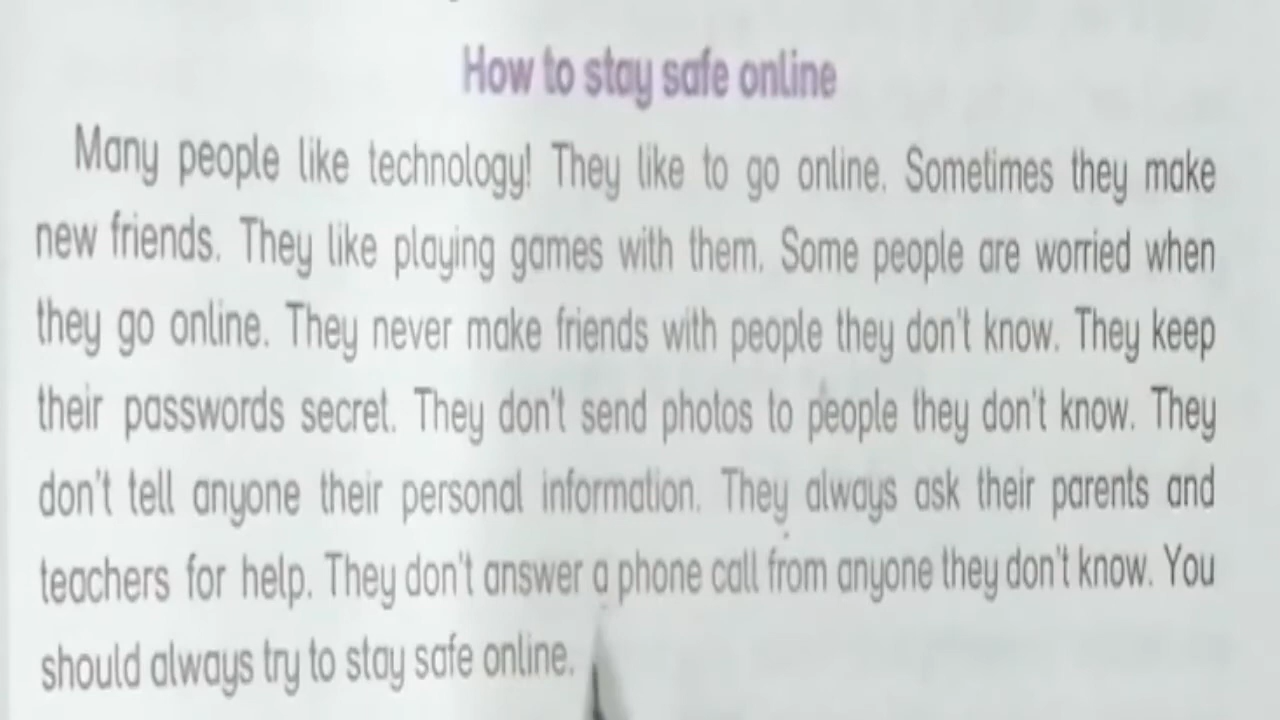 How to stay safe online
Many people like technology! They like to go online. Sometimes they make
new friends. They like playing games with them. Some people are worried when
they go online. They never make friends with people they don't know. They keep
their passwords secret. They don't send photos to people they don't know. They
don't tell anyone their personal information. They always ask their parents and
teachers for help. They don't answer a phone call from anyone they don't know. You
should always try to stay safe online.